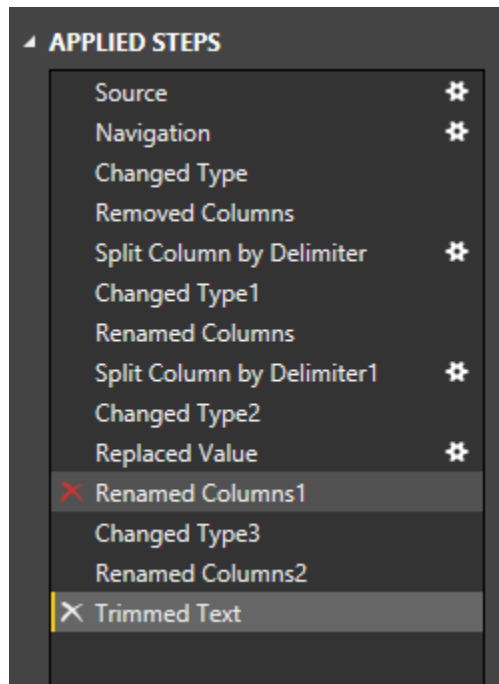 APPLIED STEPS
Source
Navigation
Changed Type
Removed Columns
Split Column by Delimiter
Changed Type1
Renamed Columns
Split Column by Delimiter1
Changed Type2
Replaced Value
Renamed Columns1
Changed Type3
Renamed Columns2
Trimmed Text